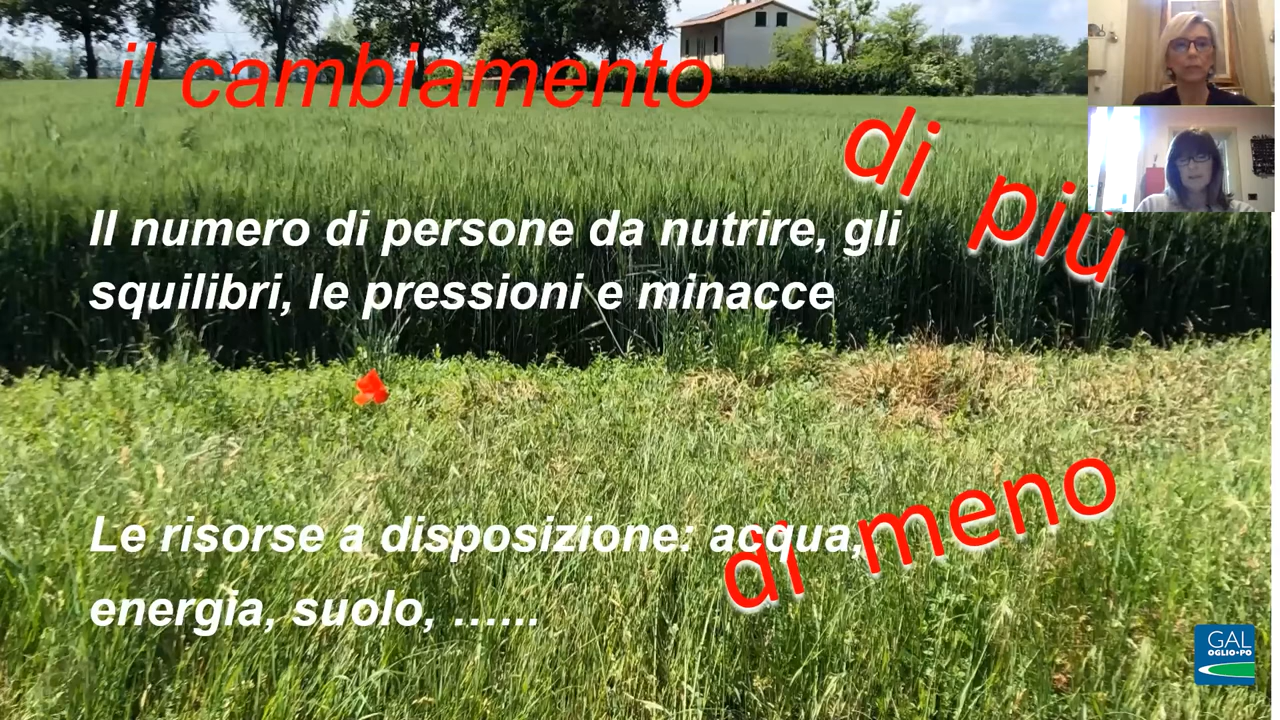 il cambiamento
di più
Il numero di persone da nutrire, gli
squilibri, le pressioni e minacce
di meno
Le risorse a disposizione: acqua,
energia, suolo, ......
GAL
OGLIO•PO